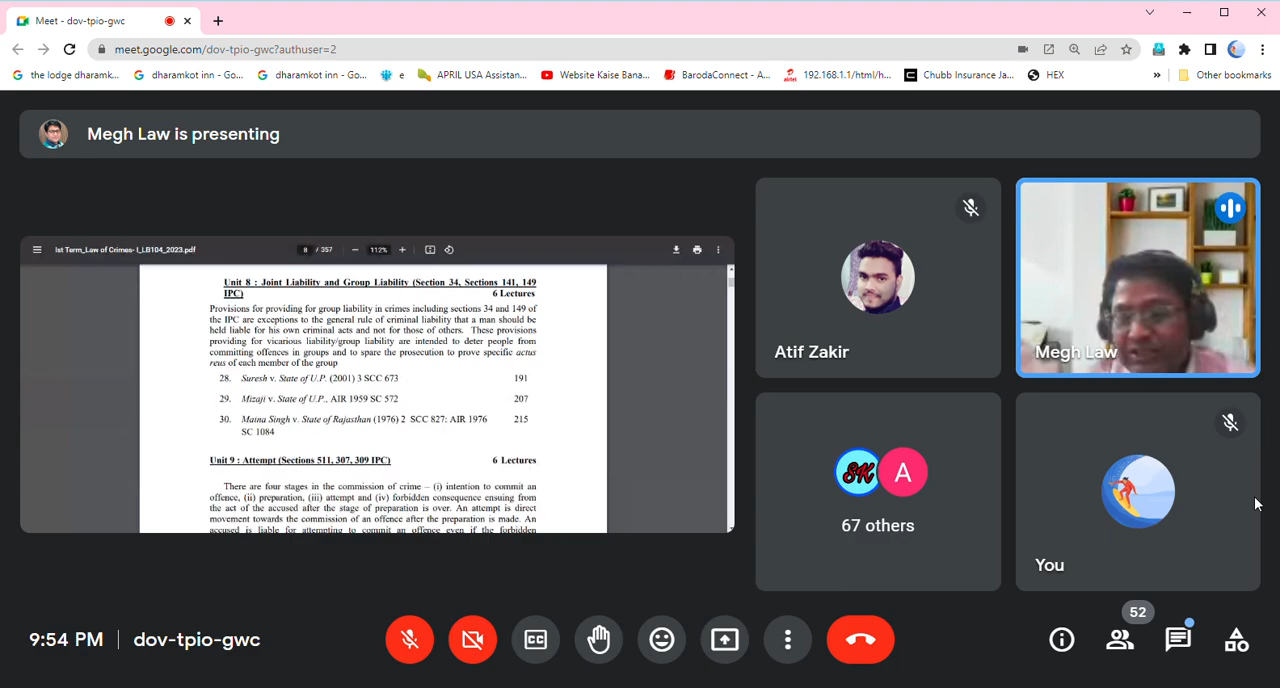 Meet - dov-tpio-gwc
meet.google.com/dov-tpio-gwc?authuser=2
the lodge dharamk...
dharamkot inn - Go...
dharamkot inn - Go...
e
APRIL USA Assistan...
Website Kaise Bana...
BarodaConnect - A...
airtel
192.168.1.1/html/h...
Chubb Insurance Ja...
HEX
»
Other bookmarks
Megh Law is presenting
Ist Term_Law of Crimes- I_LB104_2023.pdf
8 / 357
112%
Unit 8 : Joint Liability and Group Liability (Section 34, Sections 141, 149
IPC) 6 Lectures
Provisions for providing for group liability in crimes including sections 34 and 149 of
the IPC are exceptions to the general rule of criminal liability that a man should be
held liable for his own criminal acts and not for those of others. These provisions
providing for vicarious liability/group liability are intended to deter people from
committing offences in groups and to spare the prosecution to prove specific actus
reus of each member of the group
28. Suresh v. State of U.P. (2001) 3 SCC 673 191
29. Mizaji v. State of U.P., AIR 1959 SC 572 207
30. Maina Singh v. State of Rajasthan (1976) 2 SCC 827: AIR 1976 215
SC 1084
Unit 9 : Attempt (Sections 511, 307, 309 IPC) 6 Lectures
There are four stages in the commission of crime – (i) intention to commit an
offence, (ii) preparation, (iii) attempt and (iv) forbidden consequence ensuing from
the act of the accused after the stage of preparation is over. An attempt is direct
movement towards the commission of an offence after the preparation is made. An
accused is liable for attempting to commit an offence even if the forbidden
Atif Zakir
Megh Law
SK
A
67 others
You
9:54 PM
dov-tpio-gwc
CC
52